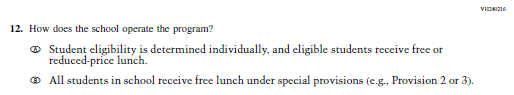 VH240216
12. How does the school operate the program?
A Student eligibility is determined individually, and eligible students receive free or
reduced-price lunch.
B All students in school receive free lunch under special provisions (e.g., Provision 2 or 3).